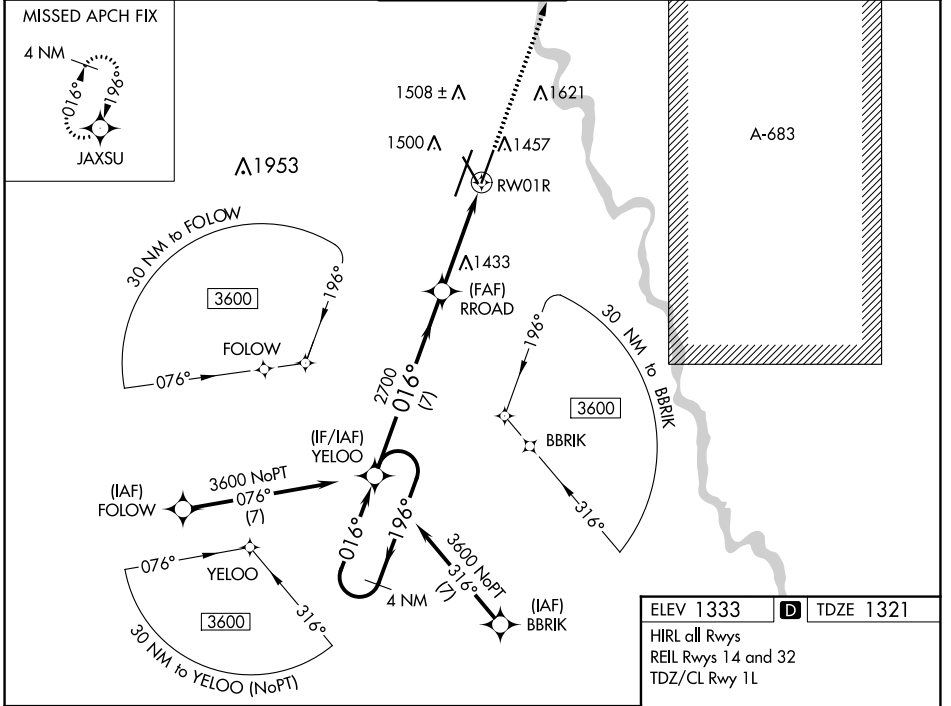 MISSED APCH FIX
4 NM
016°
196°
JAXSU
1508 ±
1621
1500
1457
RW01R
A-683
1953
30 NM to FOLOW
3600
196°
FOLOW
076°
1433
(FAF)
RROAD
30 NM to BBRIK
196°
3600
BBRIK
316°
2700
016°
(7)
(IF/IAF)
YELOO
(IAF)
FOLOW
3600 NoPT
076°
(7)
016°
196°
4 NM
3600 NoPT
316°
(7)
(IAF)
BBRIK
076°
YELOO
316°
3600
30 NM to YELOO (NoPT)
ELEV 1333 D TDZE 1321
HIRL all Rwys
REIL Rwys 14 and 32
TDZ/CL Rwy 1L